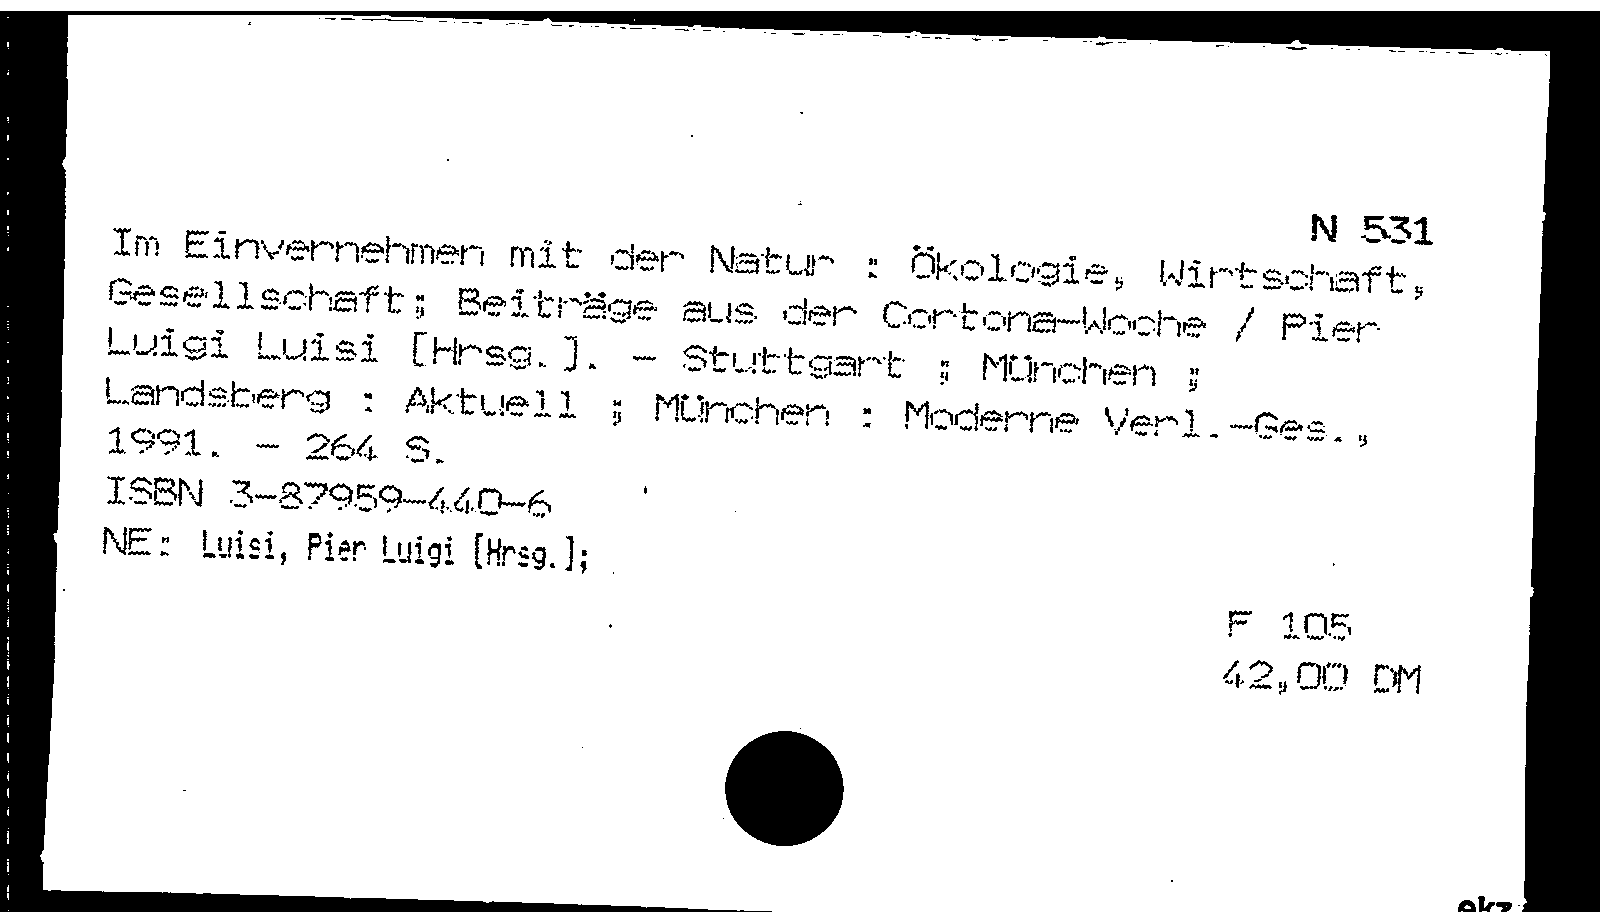 N 531
Im Einvernehmen mit der Natur : Ökologie, Wirtschaft,
Gesellschaft; Beiträge aus der Cortona-Woche / Pier
Luigi Luisi [Hrsg.]. - Stuttgart ; München ;
Landsberg : Aktuell ; München : Moderne Verl.-Ges.,
1991. - 264 S.
ISBN 3-87959-440-6
NE: Luisi, Pier Luigi [Hrsg.];
F 105
42,00 DM
ekz